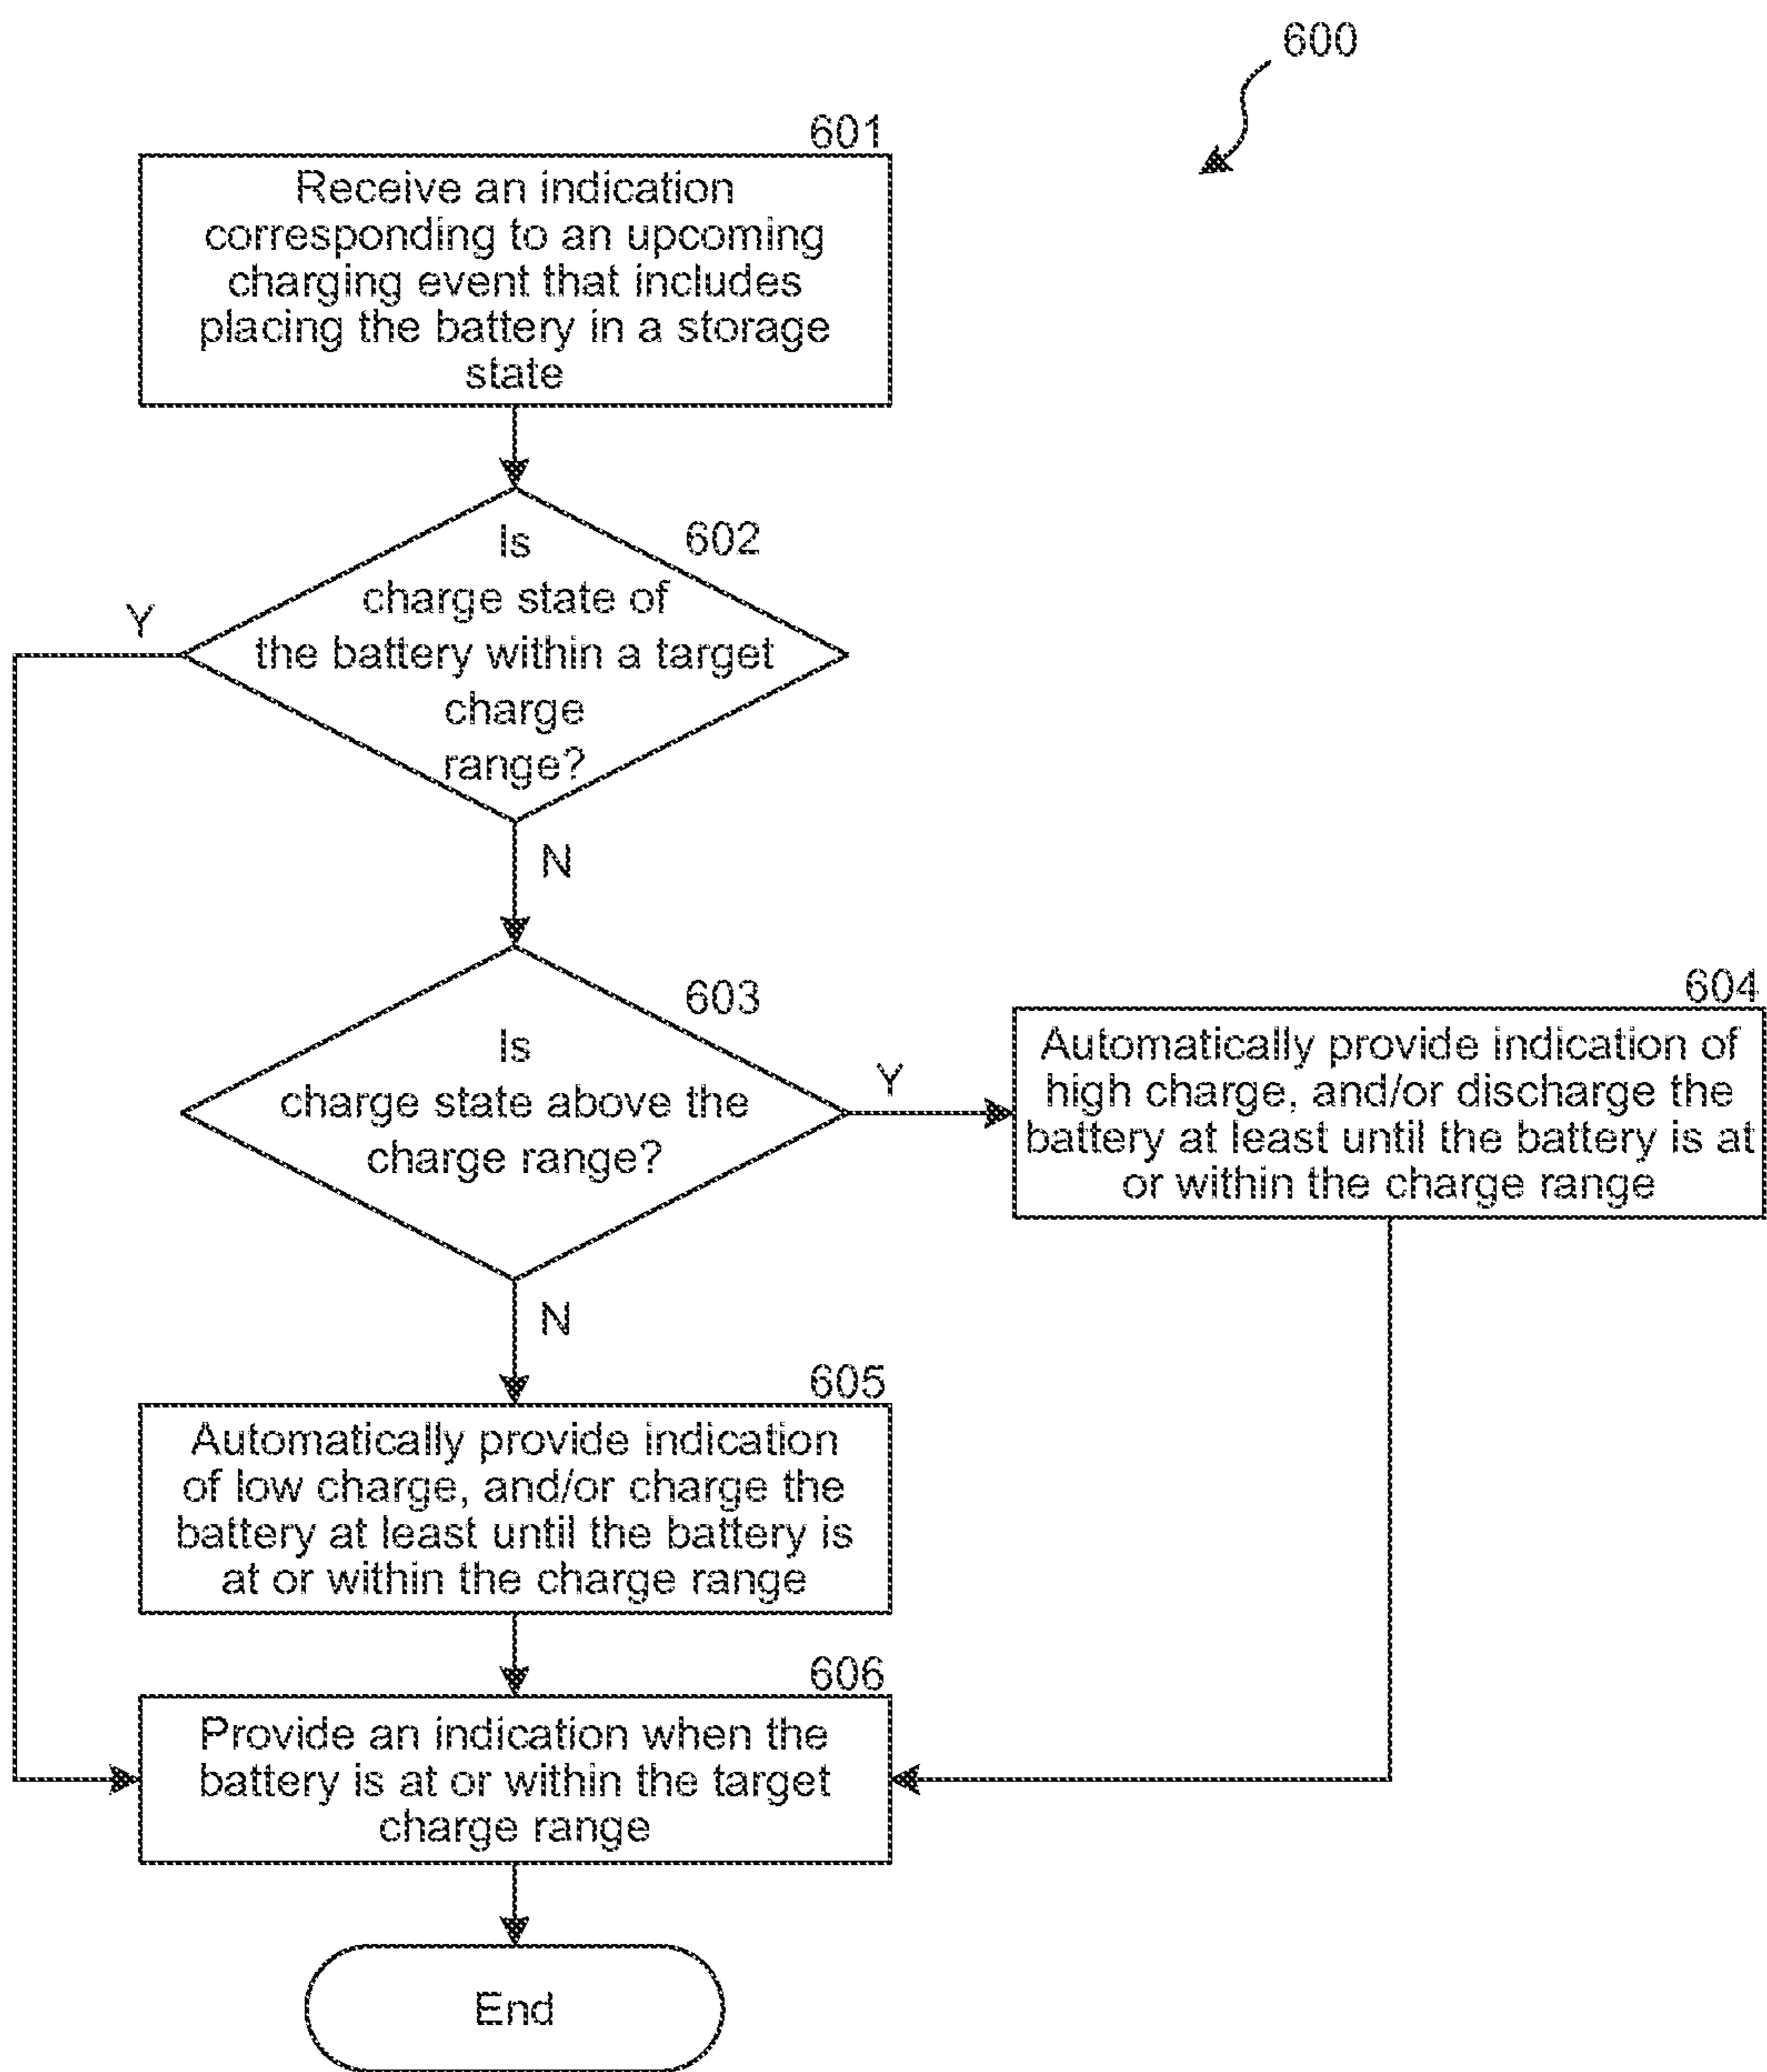 600
601
Receive an indication
corresponding to an upcoming
charging event that includes
placing the battery in a storage
state
602
Is
charge state of
the battery within a target
charge
range?
Y
N
603
Is
charge state above the
charge range?
Y
N
604
Automatically provide indication of
high charge, and/or discharge the
battery at least until the battery is at
or within the charge range
605
Automatically provide indication
of low charge, and/or charge the
battery at least until the battery is
at or within the charge range
606
Provide an indication when the
battery is at or within the target
charge range
End